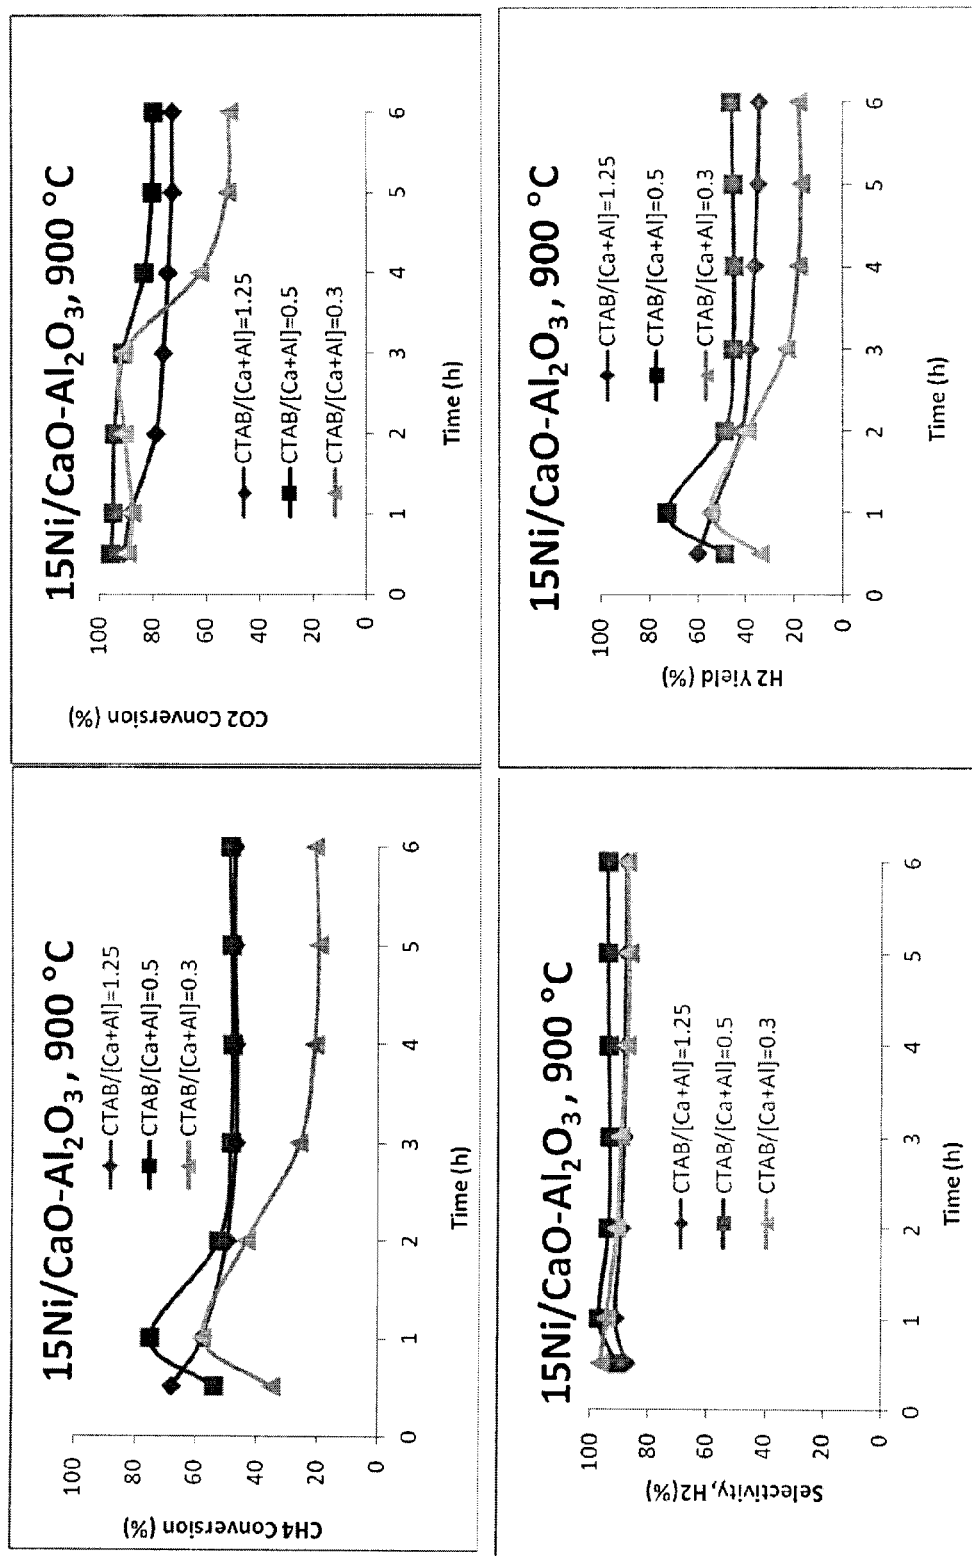 15Ni/CaO-Al₂O₃, 900 °C
CH4 Conversion (%)
100
80
60
40
20
0
CTAB/[Ca+Al]=1.25
CTAB/[Ca+Al]=0.5
CTAB/[Ca+Al]=0.3
0 1 2 3 4 5 6
Time (h)
15Ni/CaO-Al₂O₃, 900 °C
CO2 Conversion (%)
100
80
60
40
20
0
CTAB/[Ca+Al]=1.25
CTAB/[Ca+Al]=0.5
CTAB/[Ca+Al]=0.3
0 1 2 3 4 5 6
Time (h)
15Ni/CaO-Al₂O₃, 900 °C
Selectivity, H2(%)
100
80
60
40
20
0
CTAB/[Ca+Al]=1.25
CTAB/[Ca+Al]=0.5
CTAB/[Ca+Al]=0.3
0 1 2 3 4 5 6
Time (h)
15Ni/CaO-Al₂O₃, 900 °C
H2 Yield (%)
100
80
60
40
20
0
CTAB/[Ca+Al]=1.25
CTAB/[Ca+Al]=0.5
CTAB/[Ca+Al]=0.3
0 1 2 3 4 5 6
Time (h)